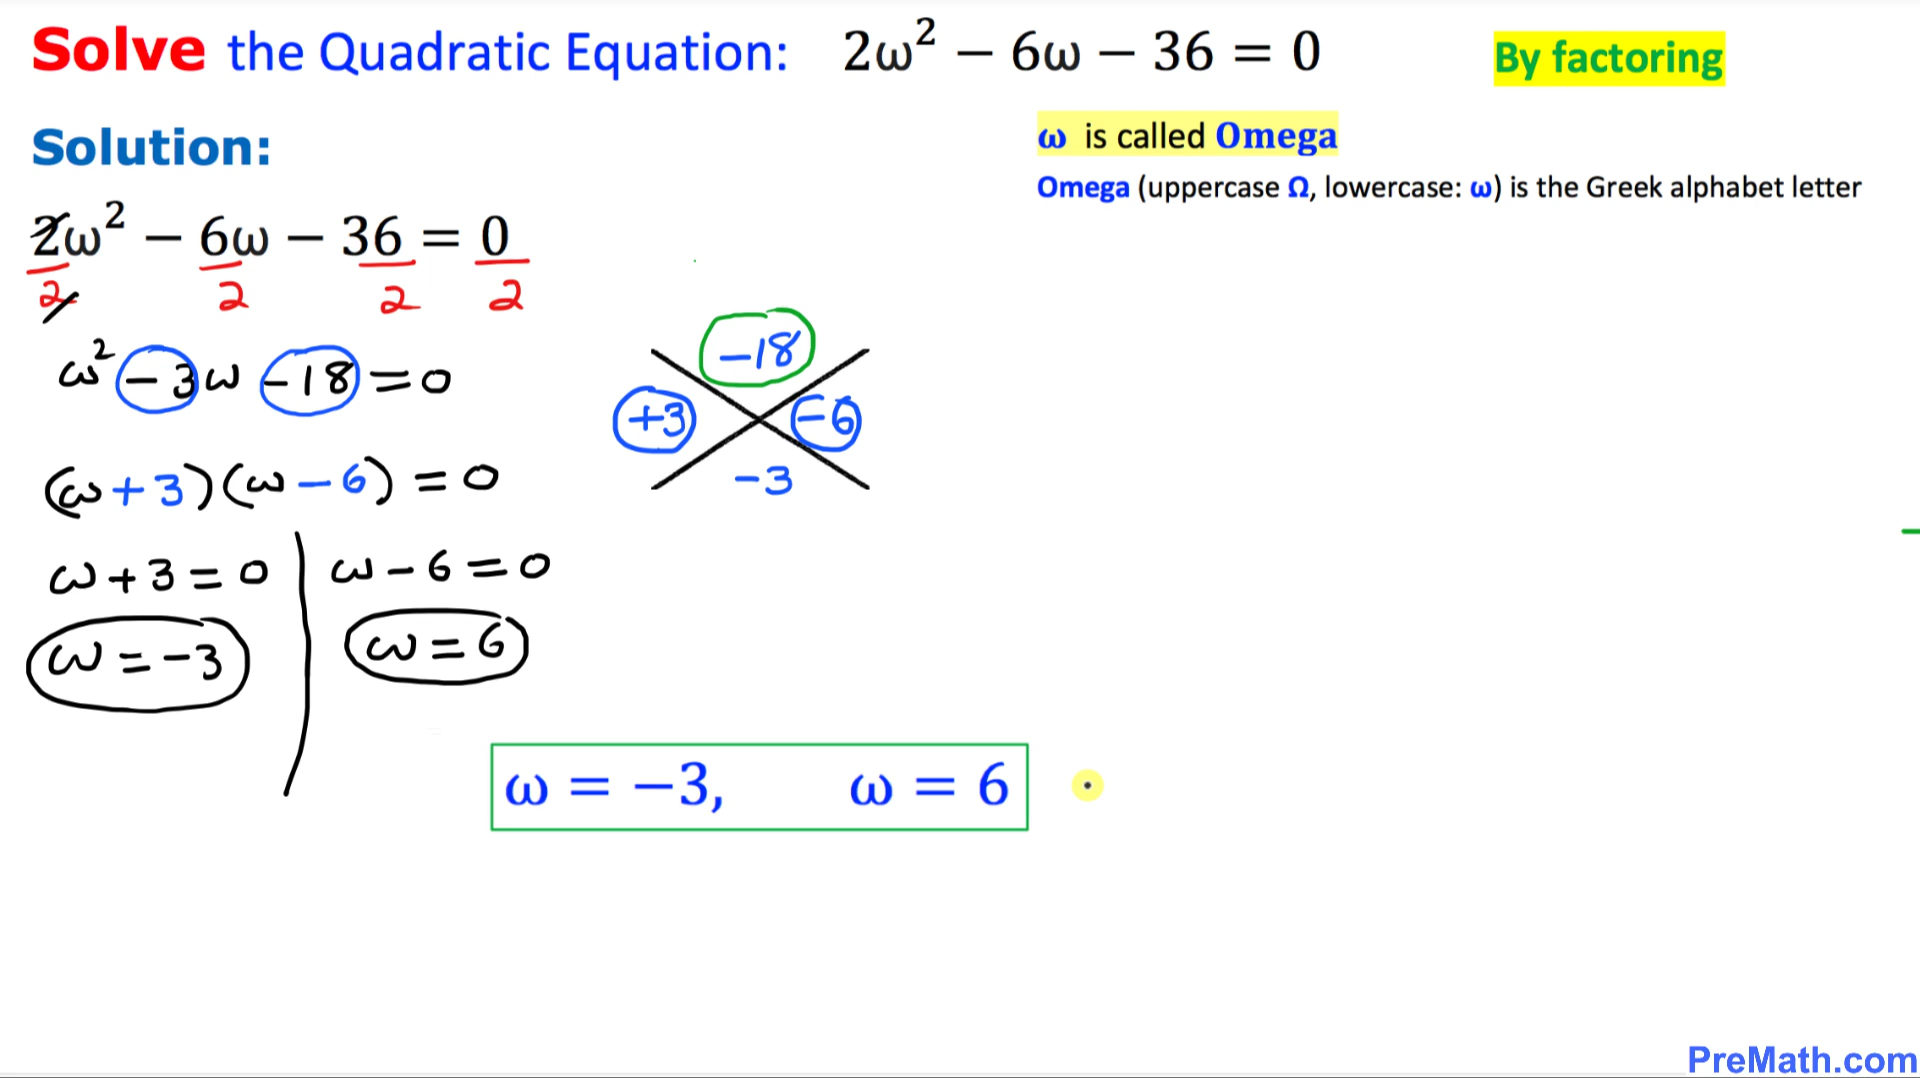 Solve the Quadratic Equation: 2ω² − 6ω − 36 = 0
By factoring
ω is called Omega
Omega (uppercase Ω, lowercase: ω) is the Greek alphabet letter
Solution:
2ω² − 6ω − 36 = 0
2 2 2 2
ω² − 3ω − 18 = 0
(ω + 3)(ω − 6) = 0
ω + 3 = 0 | ω − 6 = 0
ω = −3 | ω = 6
−18
+3 −6
−3
ω = −3, ω = 6
PreMath.com